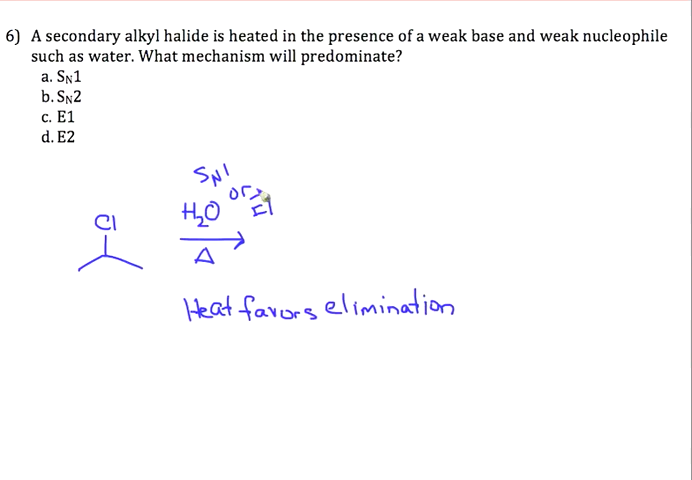 6) A secondary alkyl halide is heated in the presence of a weak base and weak nucleophile
such as water. What mechanism will predominate?
a. SN1
b. SN2
c. E1
d. E2
SN1
or
H2O E1
Cl
Δ
Heat favors elimination